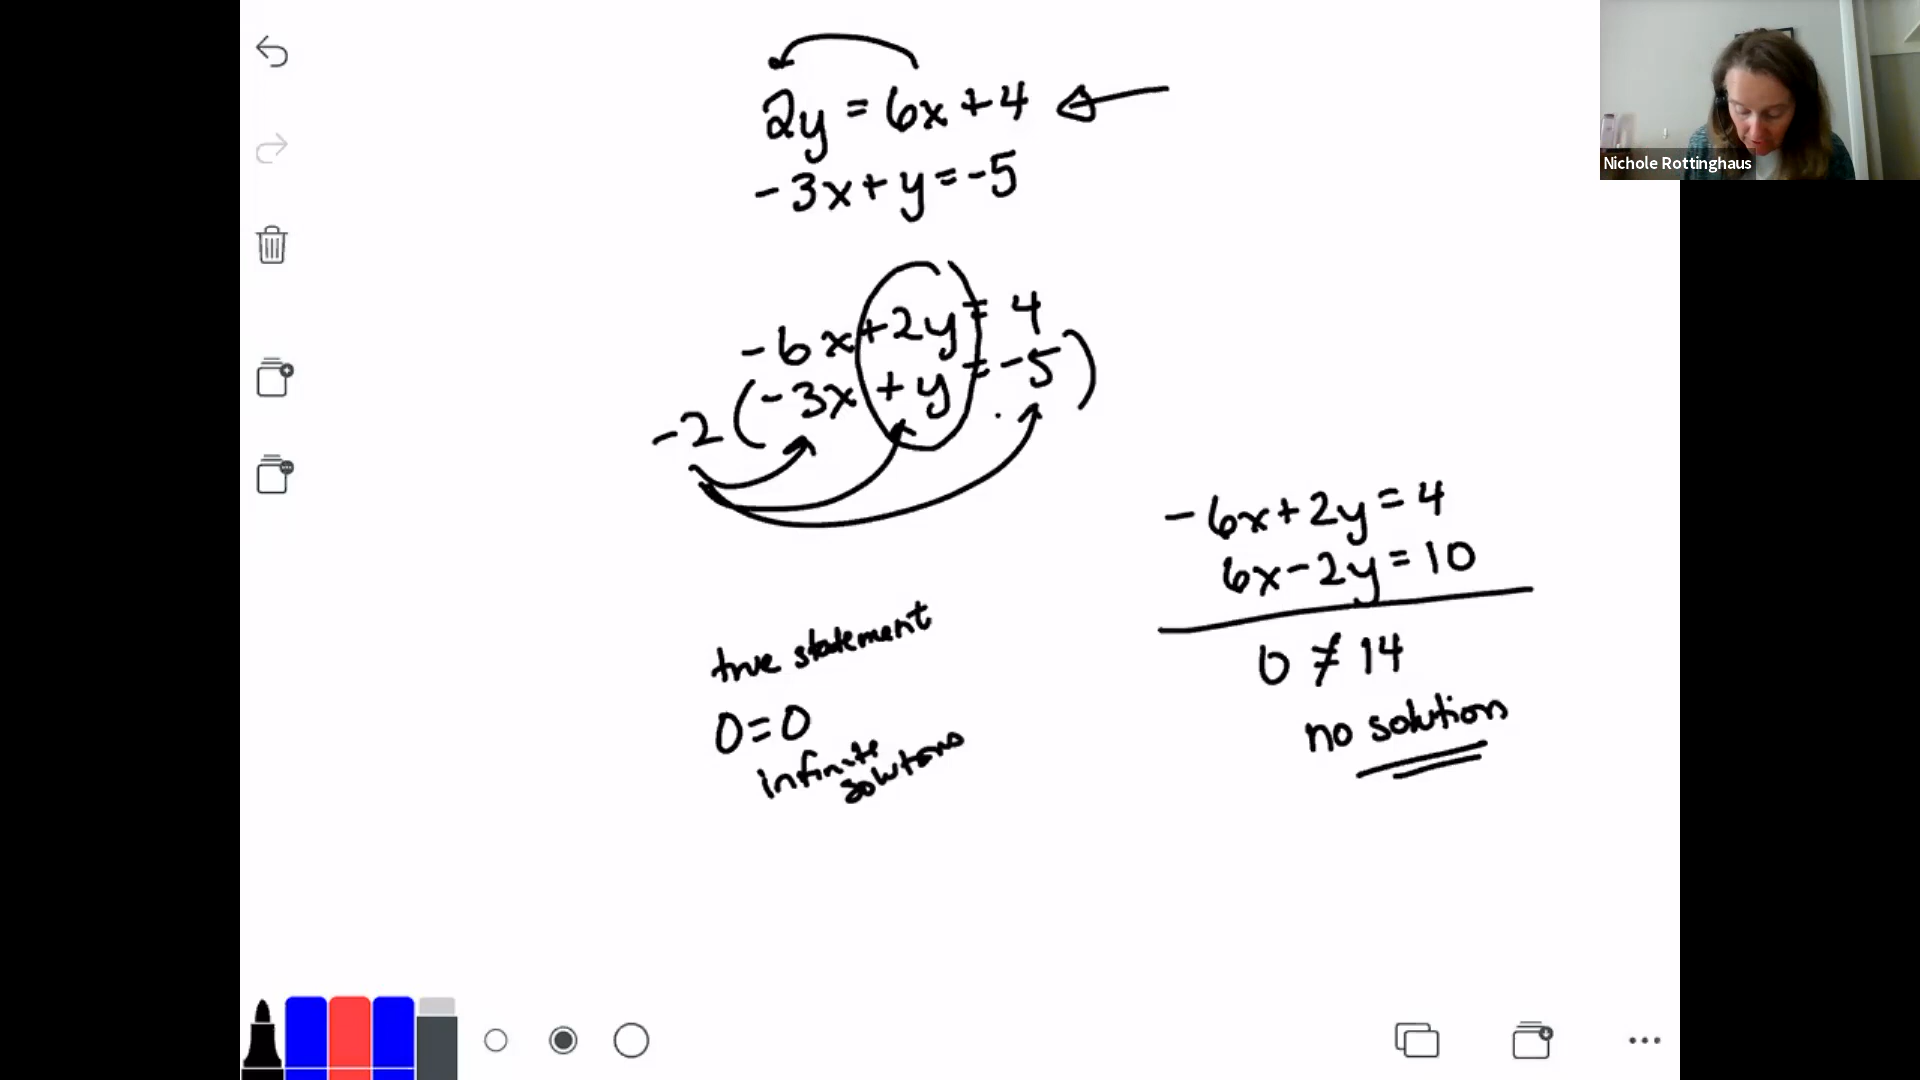 2y = 6x + 4
Nichole Rottinghaus
-3x + y = -5
-6x + 2y = 4
-2 (-3x + y = -5)
-6x + 2y = 4
6x - 2y = 10
0 ≠ 14
no solution
true statement
0 = 0
infinite
solutions